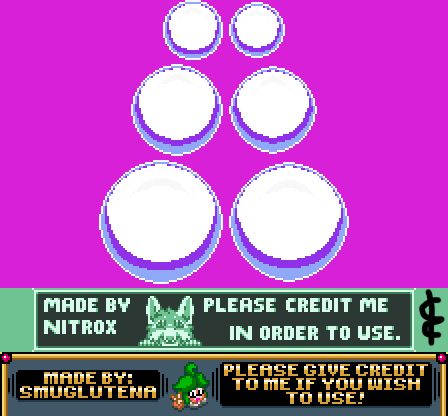 MADE BY
NITROX
PLEASE CREDIT ME
IN ORDER TO USE.
MADE BY:
SMUGLUTENA
PLEASE GIVE CREDIT
TO ME IF YOU WISH
TO USE!